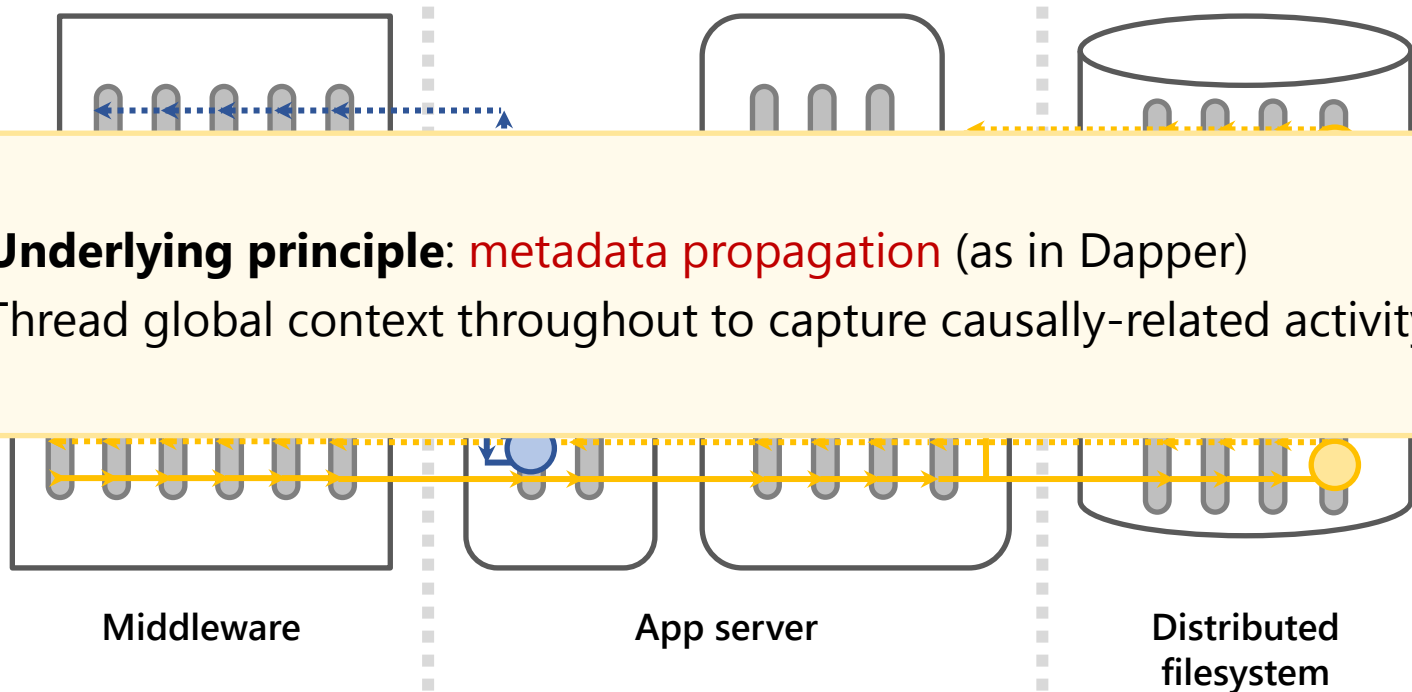 Underlying principle: metadata propagation (as in Dapper)
Thread global context throughout to capture causally-related activity
Middleware
App server
Distributed
filesystem